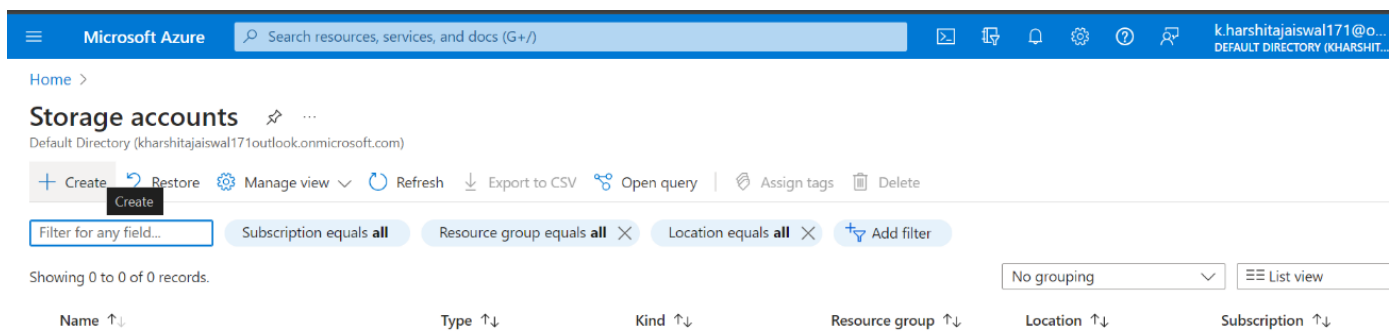 Microsoft Azure Search resources, services, and docs (G+/) k.harshitajaiswal171@o...
DEFAULT DIRECTORY (KHARSHIT...
Home >
Storage accounts ...
Default Directory (kharshitajaiswal171outlook.onmicrosoft.com)
+ Create Restore Manage view Refresh Export to CSV Open query Assign tags Delete
Create
Filter for any field... Subscription equals all Resource group equals all Location equals all Add filter
Showing 0 to 0 of 0 records. No grouping List view
Name ↑↓ Type ↑↓ Kind ↑↓ Resource group ↑↓ Location ↑↓ Subscription ↑↓